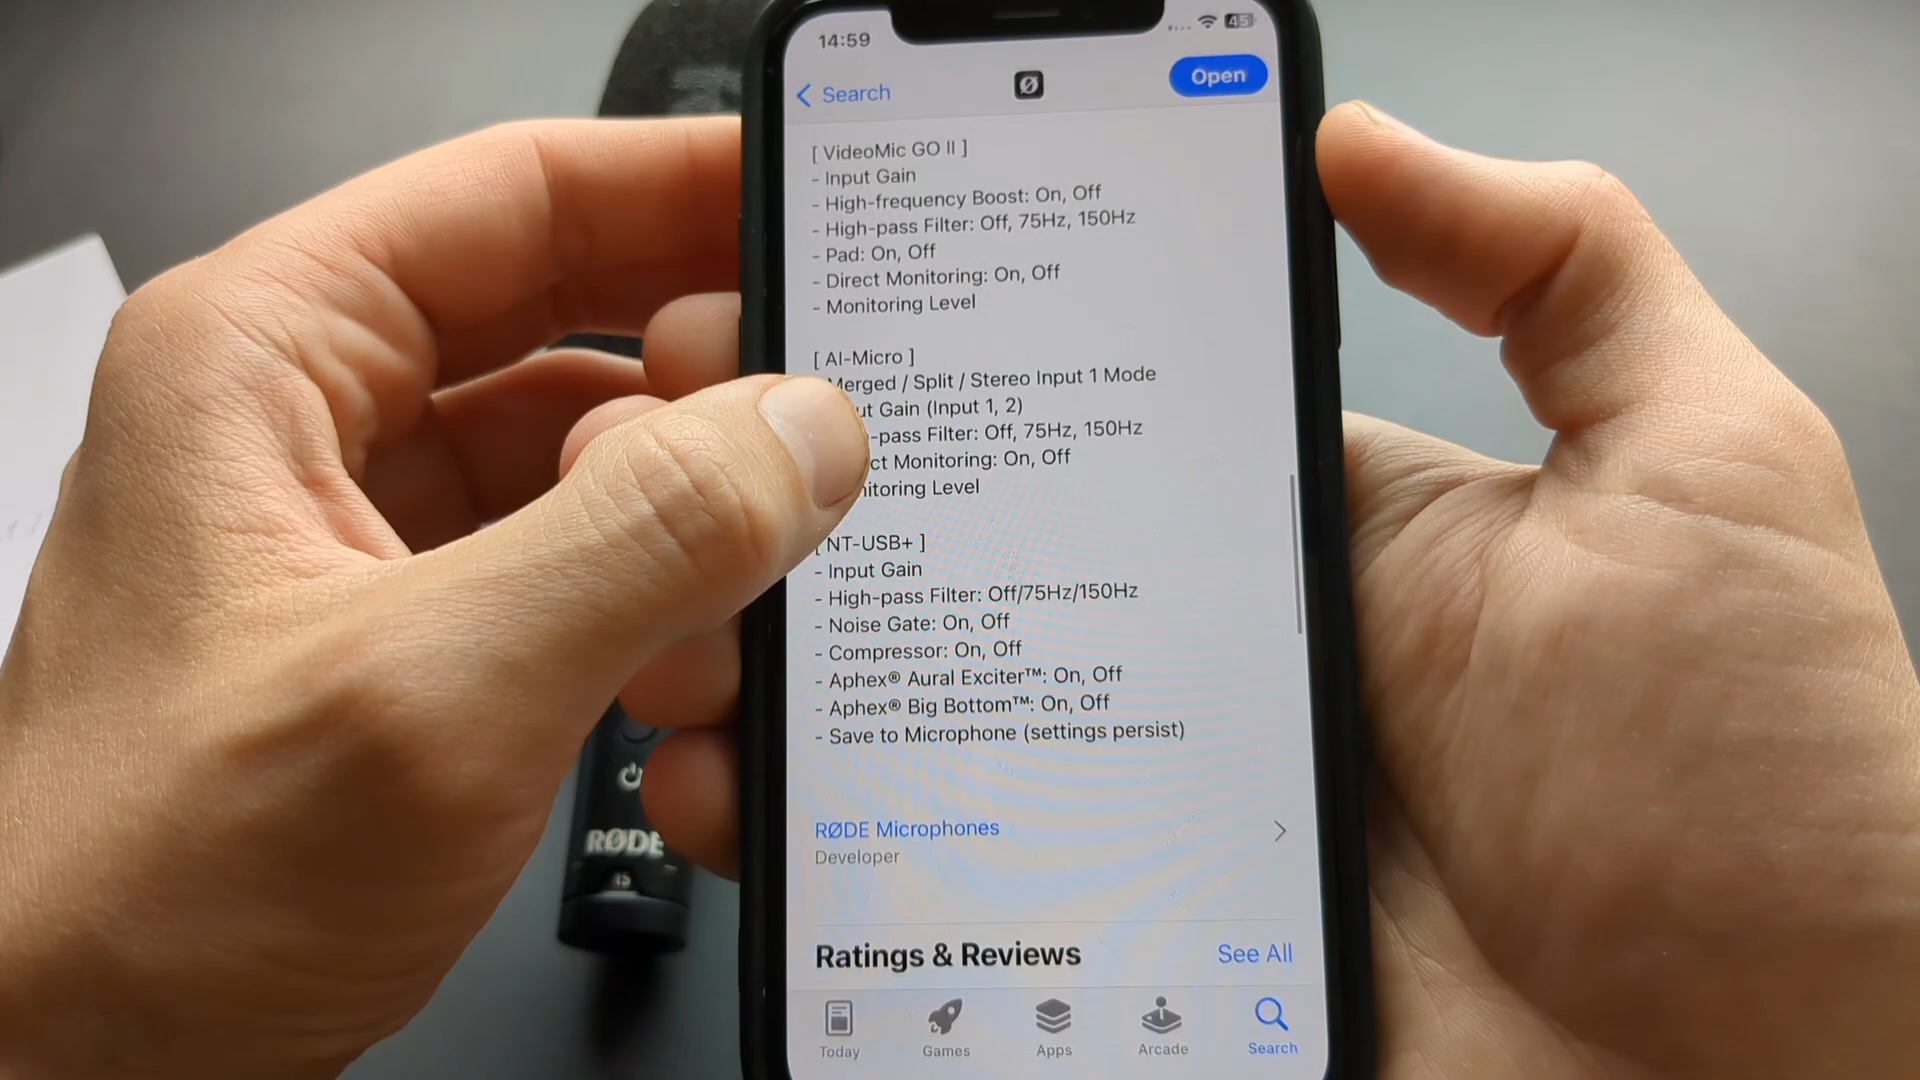 14:59
45
Search
Open
[ VideoMic GO II ]
- Input Gain
- High-frequency Boost: On, Off
- High-pass Filter: Off, 75Hz, 150Hz
- Pad: On, Off
- Direct Monitoring: On, Off
- Monitoring Level
[ AI-Micro ]
Merged / Split / Stereo Input 1 Mode
Gain (Input 1, 2)
-pass Filter: Off, 75Hz, 150Hz
Monitoring: On, Off
Level
[ NT-USB+ ]
- Input Gain
- High-pass Filter: Off/75Hz/150Hz
- Noise Gate: On, Off
- Compressor: On, Off
- Aphex® Aural Exciter™: On, Off
- Aphex® Big Bottom™: On, Off
- Save to Microphone (settings persist)
RØDE Microphones
Developer
Ratings & Reviews
See All
Today
Games
Apps
Arcade
Search
RØDE